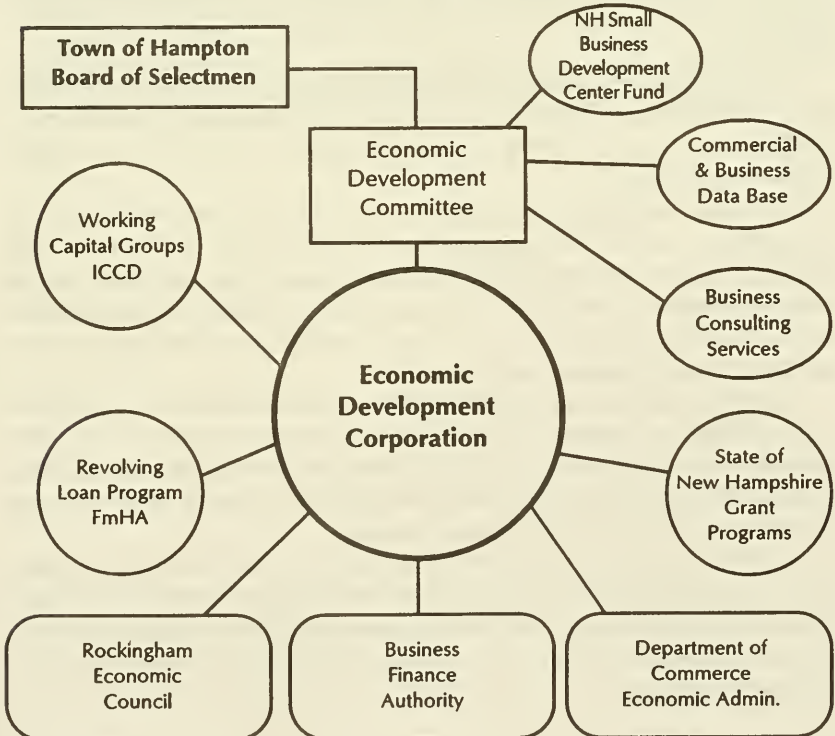 Town of Hampton
Board of Selectmen
NH Small
Business
Development
Center Fund
Economic
Development
Committee
Commercial
& Business
Data Base
Working
Capital Groups
ICCD
Business
Consulting
Services
Economic
Development
Corporation
Revolving
Loan Program
FmHA
State of
New Hampshire
Grant
Programs
Rockingham
Economic
Council
Business
Finance
Authority
Department of
Commerce
Economic Admin.